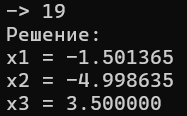 -> 19
Решение:
x1 = -1.501365
x2 = -4.998635
x3 = 3.500000